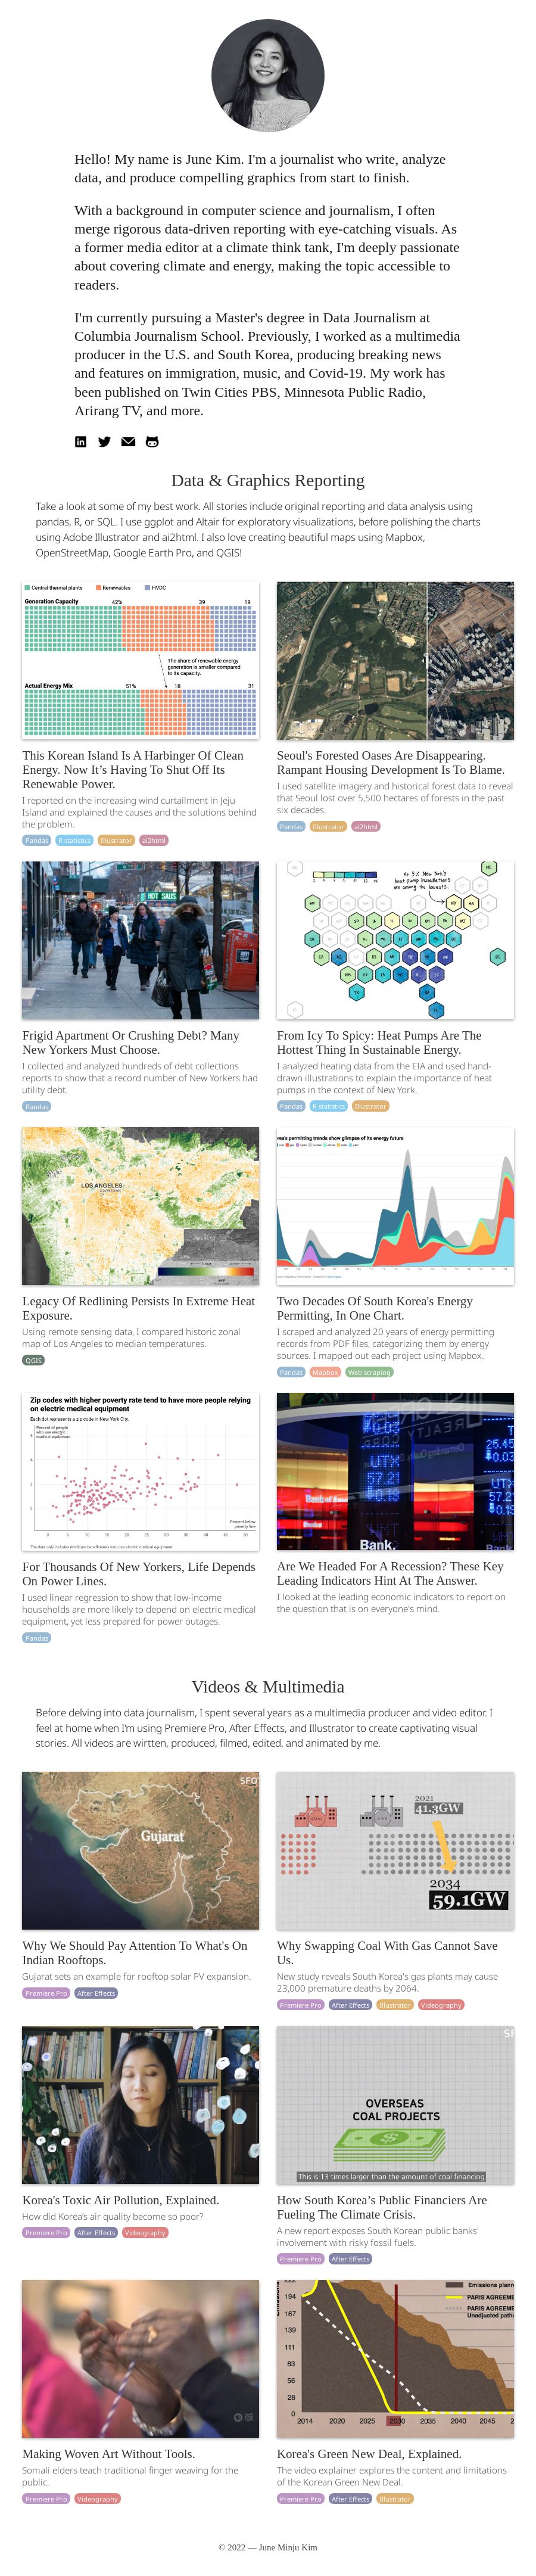 Hello! My name is June Kim. I'm a journalist who write, analyze
data, and produce compelling graphics from start to finish.
With a background in computer science and journalism, I often
merge rigorous data-driven reporting with eye-catching visuals. As
a former media editor at a climate think tank, I'm deeply passionate
about covering climate and energy, making the topic accessible to
readers.
I'm currently pursuing a Master's degree in Data Journalism at
Columbia Journalism School. Previously, I worked as a multimedia
producer in the U.S. and South Korea, producing breaking news
and features on immigration, music, and Covid-19. My work has
been published on Twin Cities PBS, Minnesota Public Radio,
Arirang TV, and more.
Data & Graphics Reporting
Take a look at some of my best work. All stories include original reporting and data analysis using
pandas, R, or SQL. I use ggplot and Altair for exploratory visualizations, before polishing the charts
using Adobe Illustrator and ai2html. I also love creating beautiful maps using Mapbox,
OpenStreetMap, Google Earth Pro, and QGIS!
Central thermal plants Renewables HVDC
Generation Capacity 42% 39 19
The share of renewable energy
generation is smaller compared
to its capacity.
Actual Energy Mix 51% 18 31
This Korean Island Is A Harbinger Of Clean
Energy. Now It’s Having To Shut Off Its
Renewable Power.
I reported on the increasing wind curtailment in Jeju
Island and explained the causes and the solutions behind
the problem.
Pandas R statistics Illustrator ai2html
Seoul's Forested Oases Are Disappearing.
Rampant Housing Development Is To Blame.
I used satellite imagery and historical forest data to reveal
that Seoul lost over 5,500 hectares of forests in the past
six decades.
Pandas Illustrator ai2html
HOT SAUS
Frigid Apartment Or Crushing Debt? Many
New Yorkers Must Choose.
I collected and analyzed hundreds of debt collections
reports to show that a record number of New Yorkers had
utility debt.
Pandas
At 3% New York's
heat pump installations
are among the lowest.
From Icy To Spicy: Heat Pumps Are The
Hottest Thing In Sustainable Energy.
I analyzed heating data from the EIA and used hand-
drawn illustrations to explain the importance of heat
pumps in the context of New York.
Pandas R statistics Illustrator
LOS ANGELES
Legacy Of Redlining Persists In Extreme Heat
Exposure.
Using remote sensing data, I compared historic zonal
map of Los Angeles to median temperatures.
QGIS
rea's permitting trends show glimpse of its energy future
Two Decades Of South Korea's Energy
Permitting, In One Chart.
I scraped and analyzed 20 years of energy permitting
records from PDF files, categorizing them by energy
sources. I mapped out each project using Mapbox.
Pandas Mapbox Web scraping
Zip codes with higher poverty rate tend to have more people relying
on electric medical equipment
Each dot represents a zip code in New York City.
Percent of people
who use electric
medical equipment
5 10 15 20 25 30 35 40 45 50
Percent below
poverty line
For Thousands Of New Yorkers, Life Depends
On Power Lines.
I used linear regression to show that low-income
households are more likely to depend on electric medical
equipment, yet less prepared for power outages.
Pandas
REALTY
0.03
UTX
57.21
0.13
25.45
0.03
UTX
57.2
0.13
Bank.
Are We Headed For A Recession? These Key
Leading Indicators Hint At The Answer.
I looked at the leading economic indicators to report on
the question that is on everyone's mind.
Videos & Multimedia
Before delving into data journalism, I spent several years as a multimedia producer and video editor. I
feel at home when I'm using Premiere Pro, After Effects, and Illustrator to create captivating visual
stories. All videos are wirtten, produced, filmed, edited, and animated by me.
SFO
Gujarat
Why We Should Pay Attention To What's On
Indian Rooftops.
Gujarat sets an example for rooftop solar PV expansion.
Premiere Pro After Effects
COAL GAS
2021
41.3GW
2034
59.1GW
Why Swapping Coal With Gas Cannot Save
Us.
New study reveals South Korea's gas plants may cause
23,000 premature deaths by 2064.
Premiere Pro After Effects Illustrator Videography
Korea's Toxic Air Pollution, Explained.
How did Korea’s air quality become so poor?
Premiere Pro After Effects Videography
OVERSEAS
COAL PROJECTS
This is 13 times larger than the amount of coal financing
How South Korea’s Public Financiers Are
Fueling The Climate Crisis.
A new report exposes South Korean public banks'
involvement with risky fossil fuels.
Premiere Pro After Effects
Making Woven Art Without Tools.
Somali elders teach traditional finger weaving for the
public.
Premiere Pro Videography
Emissions plann
PARIS AGREEME
PARIS AGREEME
Unadjusted path
222
194
167
139
111
83
56
28
0
2014 2020 2025 2030 2035 2040 2045
Korea's Green New Deal, Explained.
The video explainer explores the content and limitations
of the Korean Green New Deal.
Premiere Pro After Effects Illustrator
© 2022 — June Minju Kim